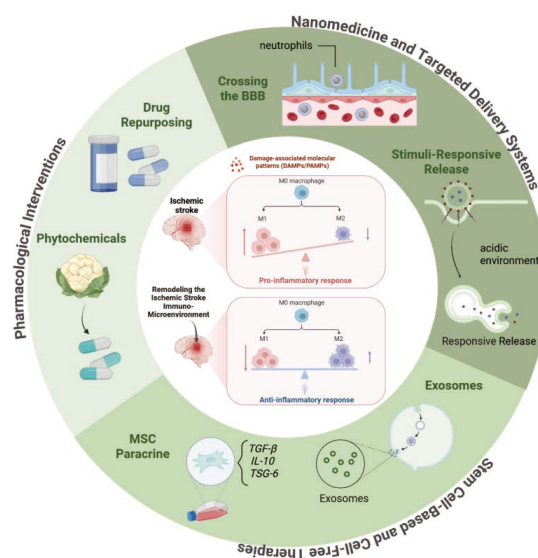 Nanomedicine and Targeted Delivery Systems
neutrophils
Crossing
the BBB
Stimuli-Responsive
Release
acidic
environment
Responsive Release
Pharmacological Interventions
Drug
Repurposing
Phytochemicals
Damage-associated molecular
patterns (DAMPs/PAMPs)
Ischemic
stroke
M0 macrophage
M1
M2
Pro-inflammatory response
Remodeling the
Ischemic Stroke
Immuno-
Microenvironment
M0 macrophage
M1
M2
Anti-inflammatory response
MSC
Paracrine
TGF-β
IL-10
TSG-6
Exosomes
Exosomes
Stem Cell-Based and Cell-Free Therapies